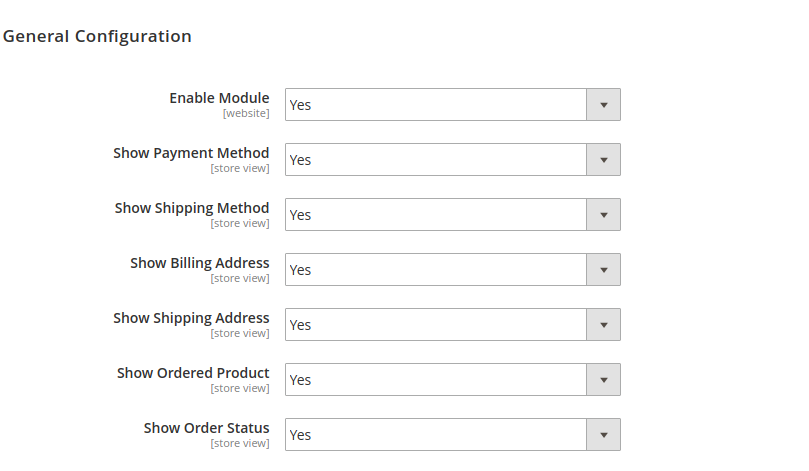 General Configuration
Enable Module
[website]
Yes
Show Payment Method
[store view]
Yes
Show Shipping Method
[store view]
Yes
Show Billing Address
[store view]
Yes
Show Shipping Address
[store view]
Yes
Show Ordered Product
[store view]
Yes
Show Order Status
[store view]
Yes